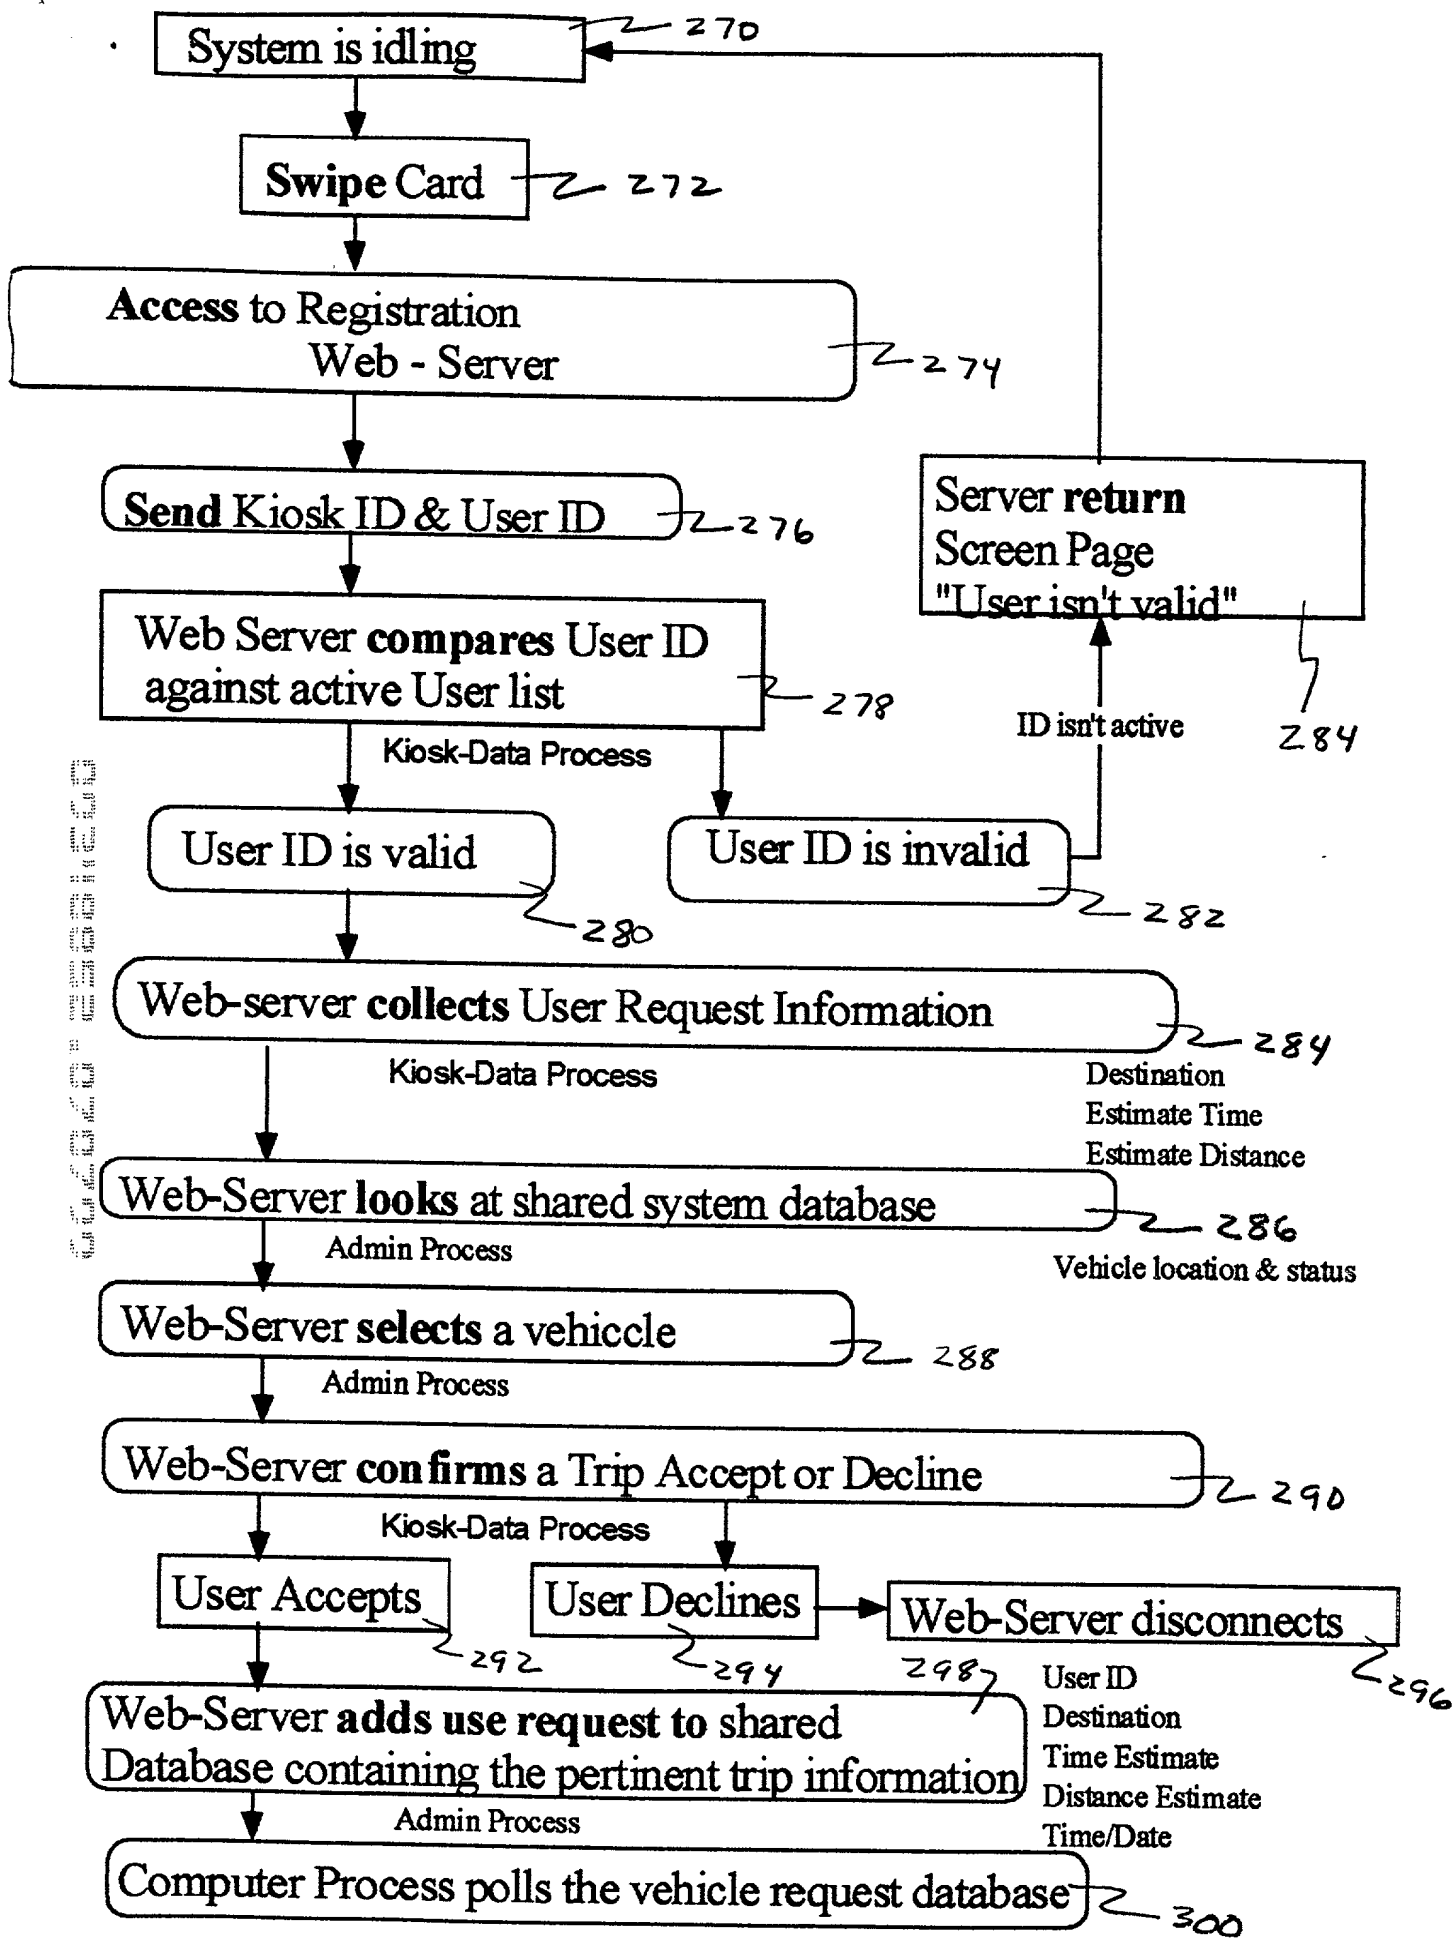 System is idling
270
Swipe Card
272
Access to Registration
Web - Server
274
Send Kiosk ID & User ID
276
Server return
Screen Page
"User isn't valid"
284
Web Server compares User ID
against active User list
278
ID isn't active
Kiosk-Data Process
User ID is valid
280
User ID is invalid
282
Web-server collects User Request Information
284
Kiosk-Data Process
Destination
Estimate Time
Estimate Distance
Web-Server looks at shared system database
286
Admin Process
Vehicle location & status
Web-Server selects a vehiccle
288
Admin Process
Web-Server confirms a Trip Accept or Decline
290
Kiosk-Data Process
User Accepts
292
User Declines
294
Web-Server disconnects
296
298
Web-Server adds use request to shared
Database containing the pertinent trip information
User ID
Destination
Time Estimate
Distance Estimate
Time/Date
Admin Process
Computer Process polls the vehicle request database
300